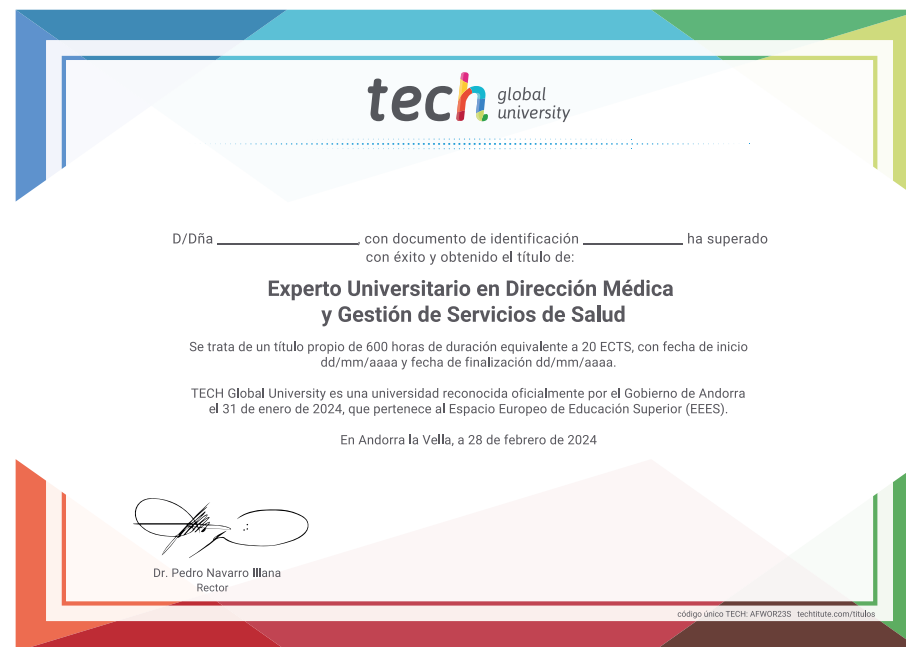 tech global university
D/Dña ____________________, con documento de identificación ______________ ha superado
con éxito y obtenido el título de:
Experto Universitario en Dirección Médica
y Gestión de Servicios de Salud
Se trata de un título propio de 600 horas de duración equivalente a 20 ECTS, con fecha de inicio
dd/mm/aaaa y fecha de finalización dd/mm/aaaa.
TECH Global University es una universidad reconocida oficialmente por el Gobierno de Andorra
el 31 de enero de 2024, que pertenece al Espacio Europeo de Educación Superior (EEES).
En Andorra la Vella, a 28 de febrero de 2024
Dr. Pedro Navarro Illana
Rector
código único TECH: AFWOR23S techtitute.com/titulos